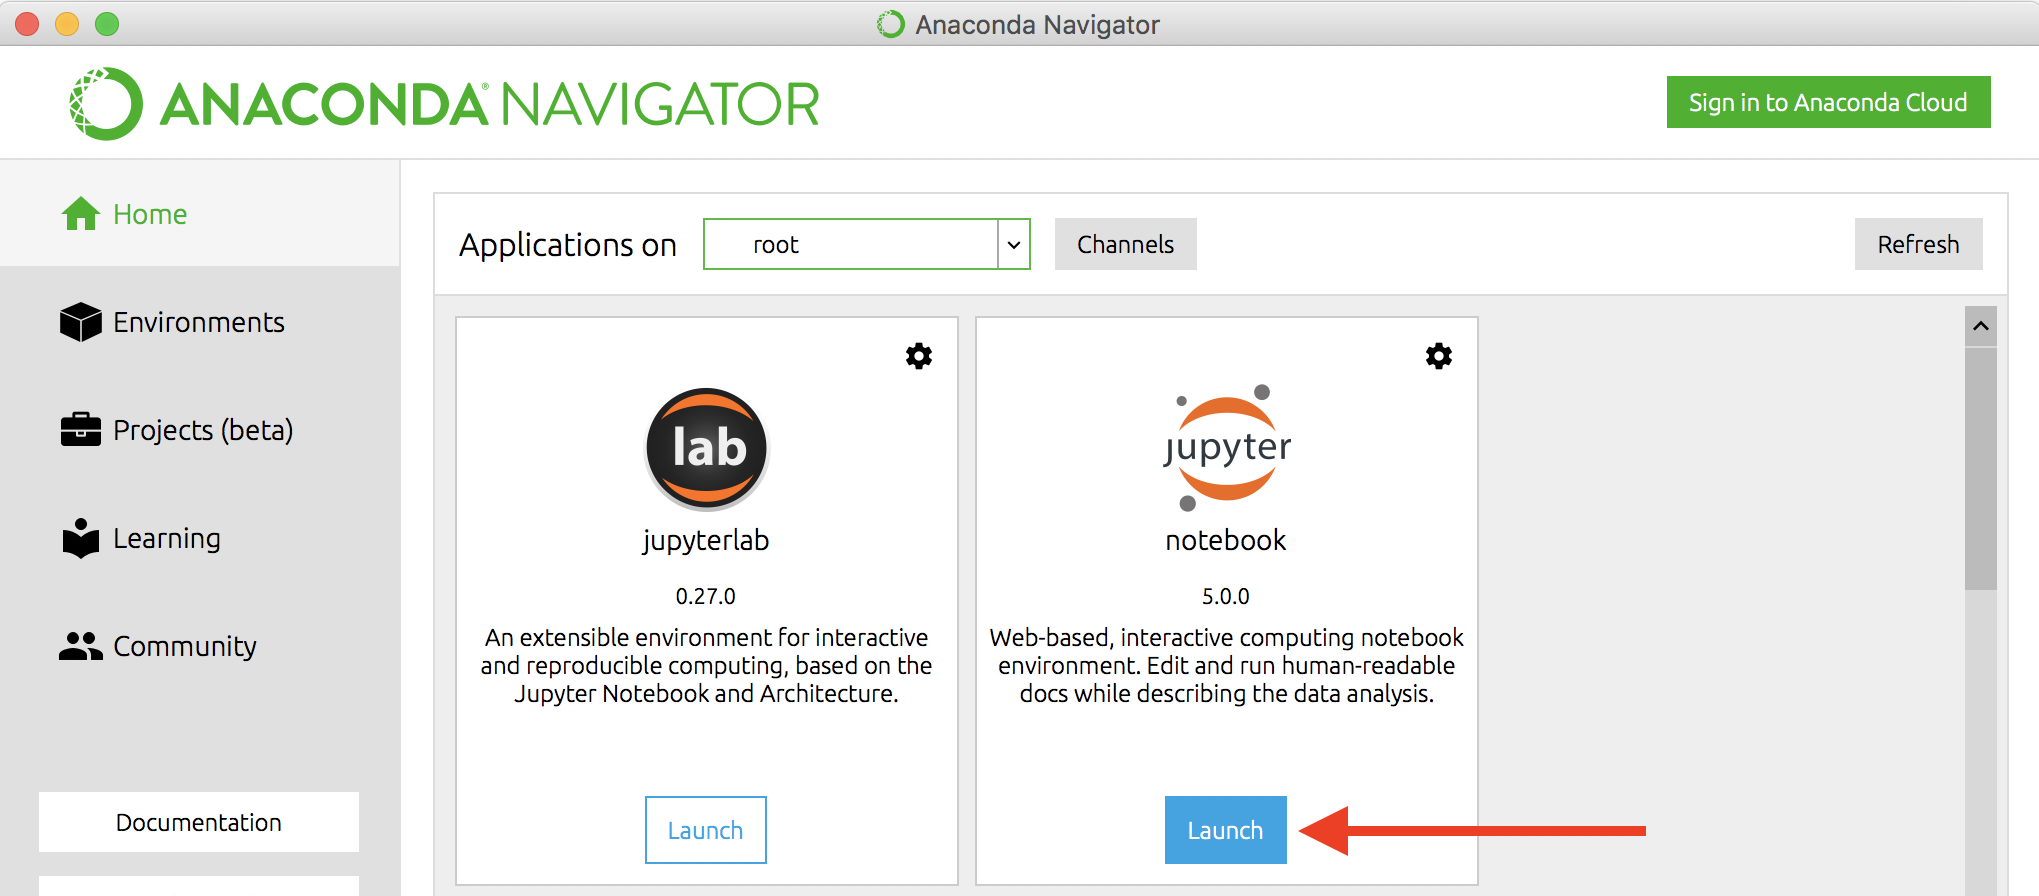 Anaconda Navigator
ANACONDA® NAVIGATOR
Sign in to Anaconda Cloud
Home
Environments
Projects (beta)
Learning
Community
Documentation
Applications on
root
Channels
Refresh
lab
jupyterlab
0.27.0
An extensible environment for interactive
and reproducible computing, based on the
Jupyter Notebook and Architecture.
Launch
jupyter
notebook
5.0.0
Web-based, interactive computing notebook
environment. Edit and run human-readable
docs while describing the data analysis.
Launch